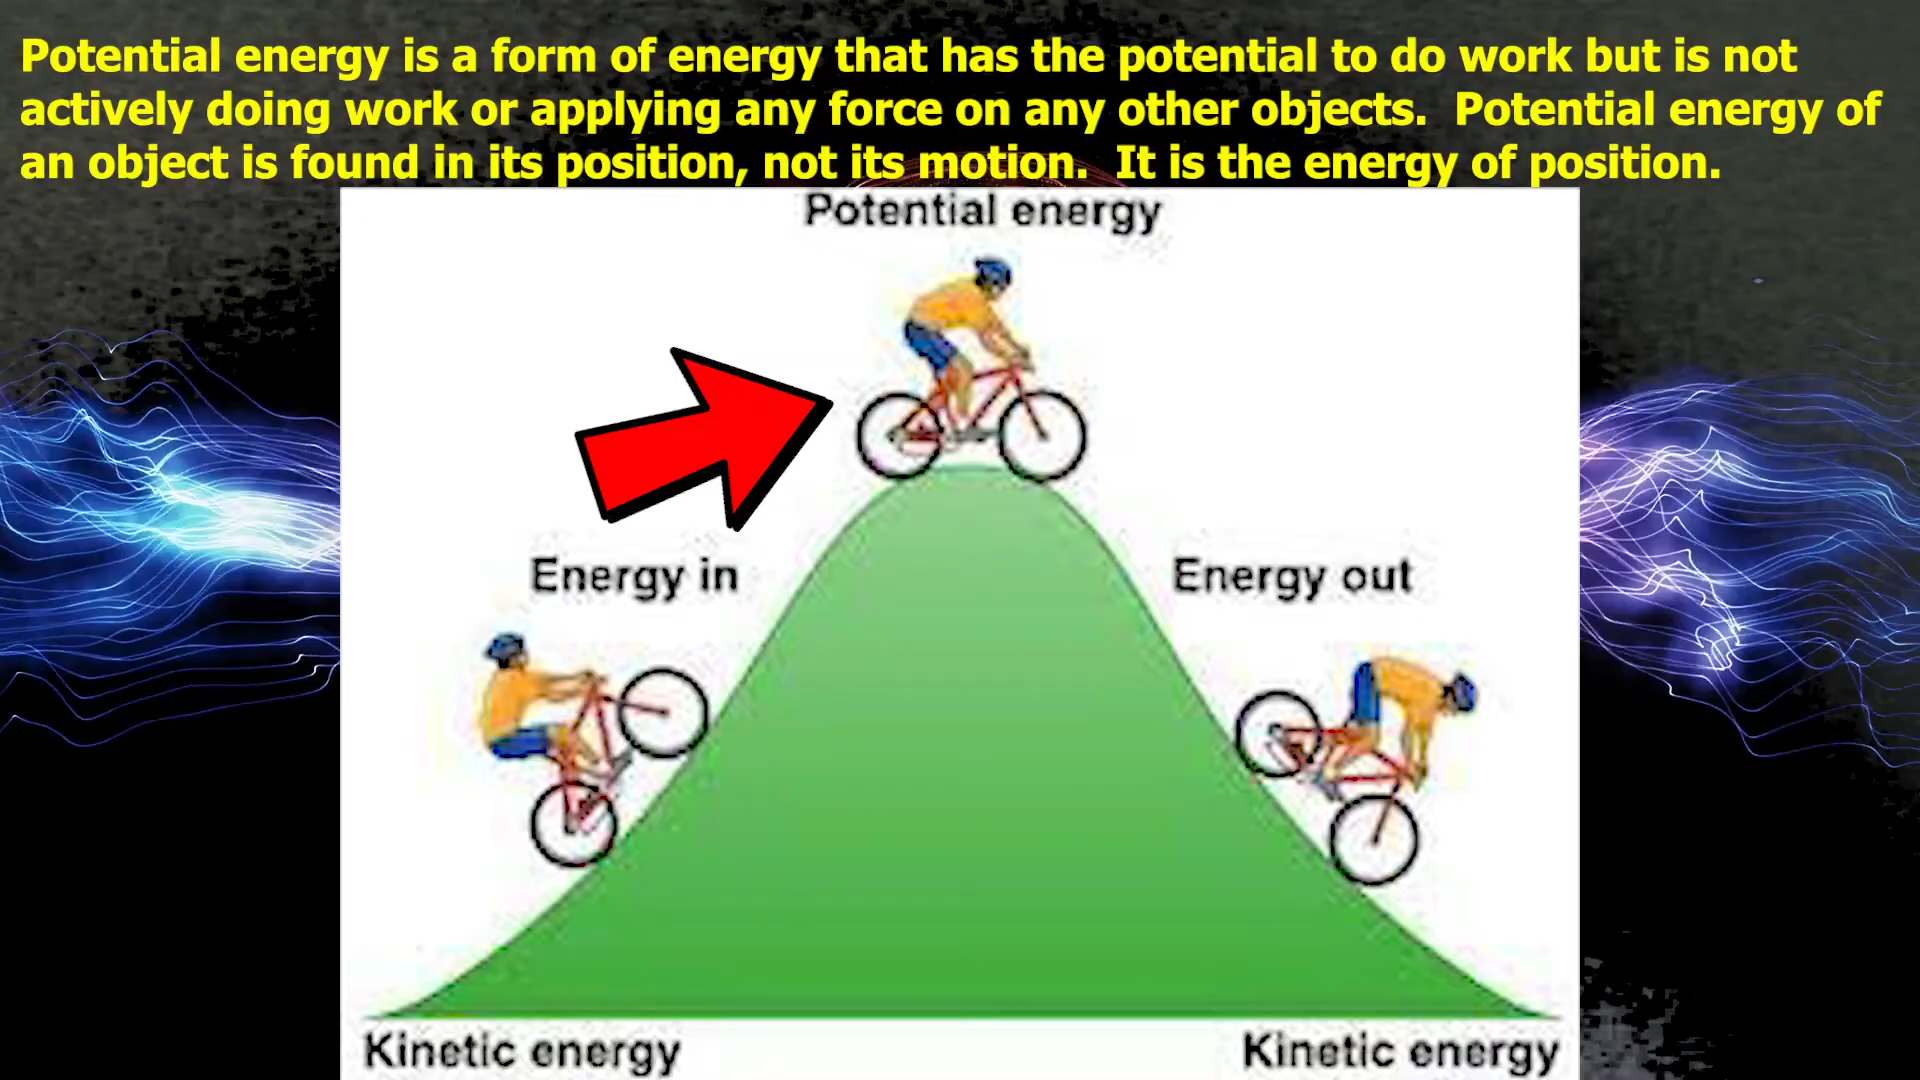 Potential energy is a form of energy that has the potential to do work but is not
actively doing work or applying any force on any other objects.  Potential energy of
an object is found in its position, not its motion.  It is the energy of position.
Potential energy
Energy in
Energy out
Kinetic energy
Kinetic energy